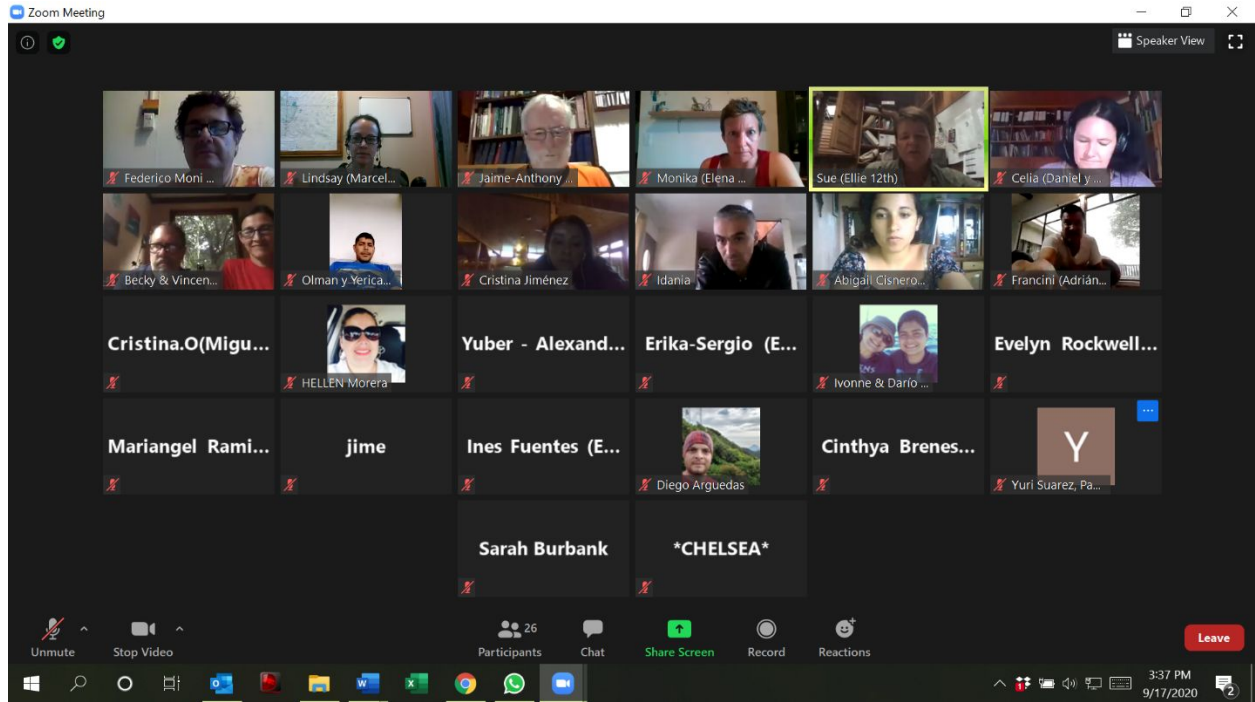 Zoom Meeting
Speaker View
Federico Moni ...
Lindsay (Marcel...
Jaime-Anthony ...
Monika (Elena ...
Sue (Ellie 12th)
Celia (Daniel y ...
Becky & Vincen...
Olman y Yerica...
Cristina Jiménez
Idania
Abigail Cisnero...
Francini (Adrián...
Cristina.O(Migu...
HELLEN Morera
Yuber - Alexand...
Erika-Sergio (E...
Ivonne & Darío ...
Evelyn Rockwell...
Mariangel Rami...
jime
Ines Fuentes (E...
Diego Arguedas
Cinthya Brenes...
Y
Yuri Suarez, Pa...
Sarah Burbank
*CHELSEA*
Unmute
Stop Video
26
Participants
Chat
Share Screen
Record
Reactions
Leave
3:37 PM
9/17/2020
2